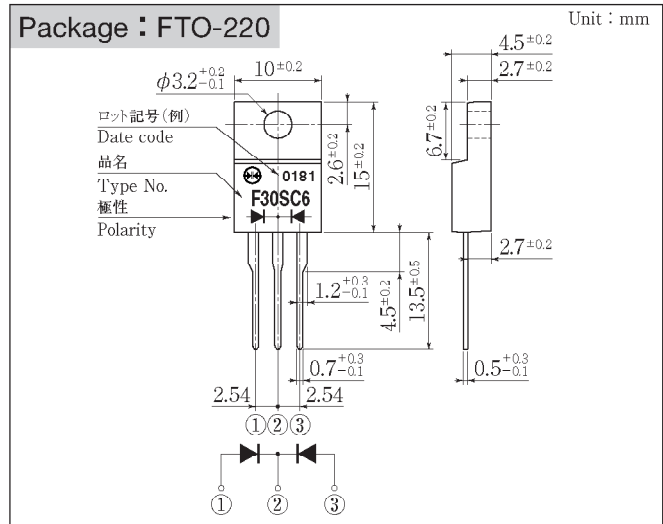 Package：FTO-220
Unit：mm
4.5±0.2
2.7±0.2
10±0.2
φ3.2+0.2-0.1
ロット記号(例)
Date code
品名
Type No.
極性
Polarity
0181
F30SC6
2.6±0.2
15±0.2
6.7±0.2
2.7±0.2
1.2+0.3-0.1
4.5±0.2
13.5±0.5
0.7+0.3-0.1
0.5+0.3-0.1
2.54
2.54
①②③
① ② ③